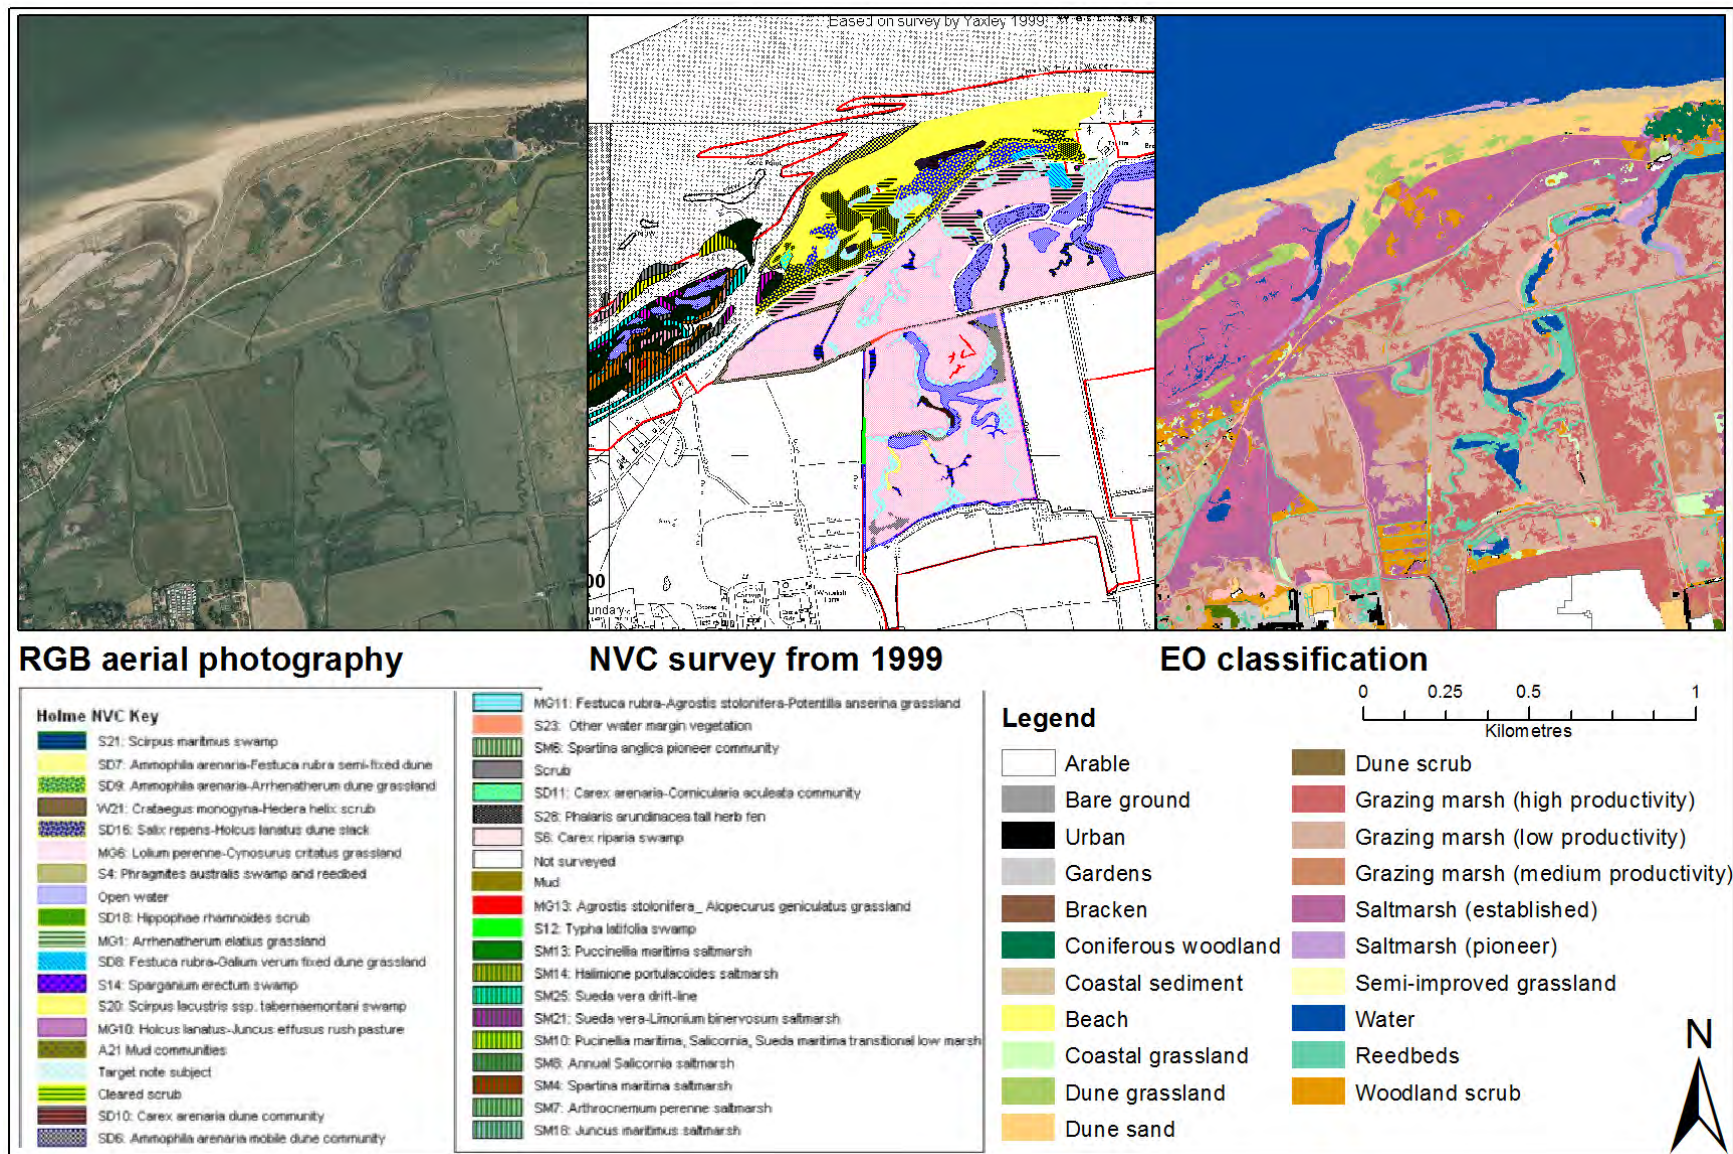 Based on survey by Yaxley 1999
RGB aerial photography
NVC survey from 1999
EO classification
Holme NVC Key
S21: Scirpus maritmus swamp
SD7: Ammophila arenaria-Festuca rubra semi-fixed dune
SD9: Ammophila arenaria-Arrhenatherum dune grassland
W21: Crataegus monogyna-Hedera helix scrub
SD16: Salix repens-Holcus lanatus dune slack
MG6: Lolium perenne-Cynosurus critatus grassland
S4: Phragmites australis swamp and reedbed
Open water
SD18: Hippophae rhamnoides scrub
MG1: Arrhenatherum elatius grassland
SD8: Festuca rubra-Galium verum fixed dune grassland
S14: Sparganium erectum swamp
S20: Scirpus lacustris ssp. tabernaemontani swamp
MG10: Holcus lanatus-Juncus effusus rush pasture
A21 Mud communities
Target note subject
Cleared scrub
SD10: Carex arenaria dune community
SD6: Ammophila arenaria mobile dune community
MG11: Festuca rubra-Agrostis stolonifera-Potentilla anserina grassland
S23: Other water margin vegetation
SM6: Spartina anglica pioneer community
Scrub
SD11: Carex arenaria-Cornicularia aculeata community
S28: Phalaris arundinacea tall herb fen
S6: Carex riparia swamp
Not surveyed
Mud
MG13: Agrostis stolonifera_ Alopecurus geniculatus grassland
S12: Typha latifolia swamp
SM13: Puccinellia maritima saltmarsh
SM14: Halimione portulacoides saltmarsh
SM25: Sueda vera drift-line
SM21: Sueda vera-Limonium binervosum saltmarsh
SM10: Pucinellia maritima, Salicornia, Sueda maritima transitional low marsh
SM8: Annual Salicornia saltmarsh
SM4: Spartina maritima saltmarsh
SM7: Arthrocnemum perenne saltmarsh
SM18: Juncus maritimus saltmarsh
0 0.25 0.5 1
Kilometres
Legend
Arable
Bare ground
Urban
Gardens
Bracken
Coniferous woodland
Coastal sediment
Beach
Coastal grassland
Dune grassland
Dune sand
Dune scrub
Grazing marsh (high productivity)
Grazing marsh (low productivity)
Grazing marsh (medium productivity)
Saltmarsh (established)
Saltmarsh (pioneer)
Semi-improved grassland
Water
Reedbeds
Woodland scrub
N